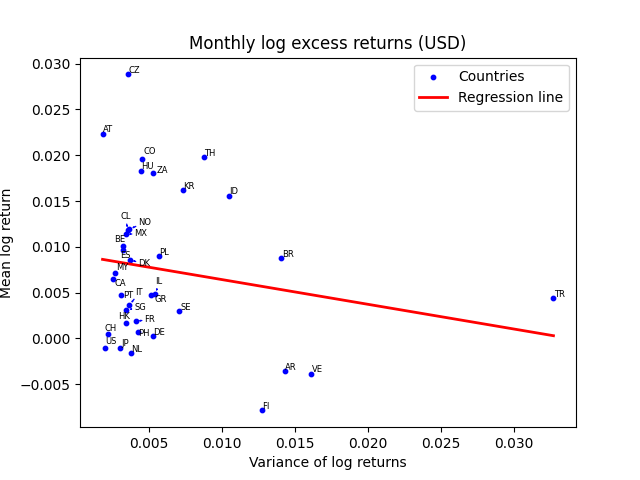 Monthly log excess returns (USD)
Countries
Regression line
Mean log return
0.030
0.025
0.020
0.015
0.010
0.005
0.000
−0.005
CZ
AT
CO
TH
HU
ZA
KR
ID
CL
NO
MX
BE
ES
PL
BR
DK
MY
CA
IL
IT
PT
GR
TR
SG
SE
HK
FR
CH
PH
DE
US
JP
NL
AR
VE
FI
0.005
0.010
0.015
0.020
0.025
0.030
Variance of log returns